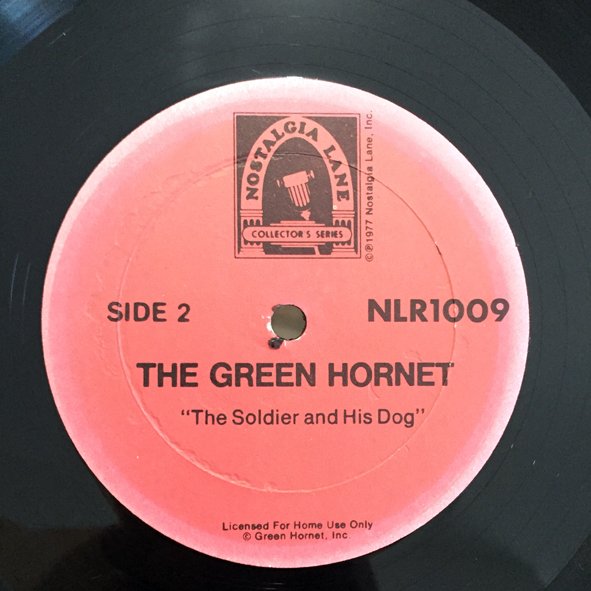 NOSTALGIA LANE
COLLECTOR'S SERIES
©℗1977 Nostalgia Lane, Inc.
SIDE 2
NLR1009
THE GREEN HORNET
"The Soldier and His Dog"
Licensed For Home Use Only
© Green Hornet, Inc.